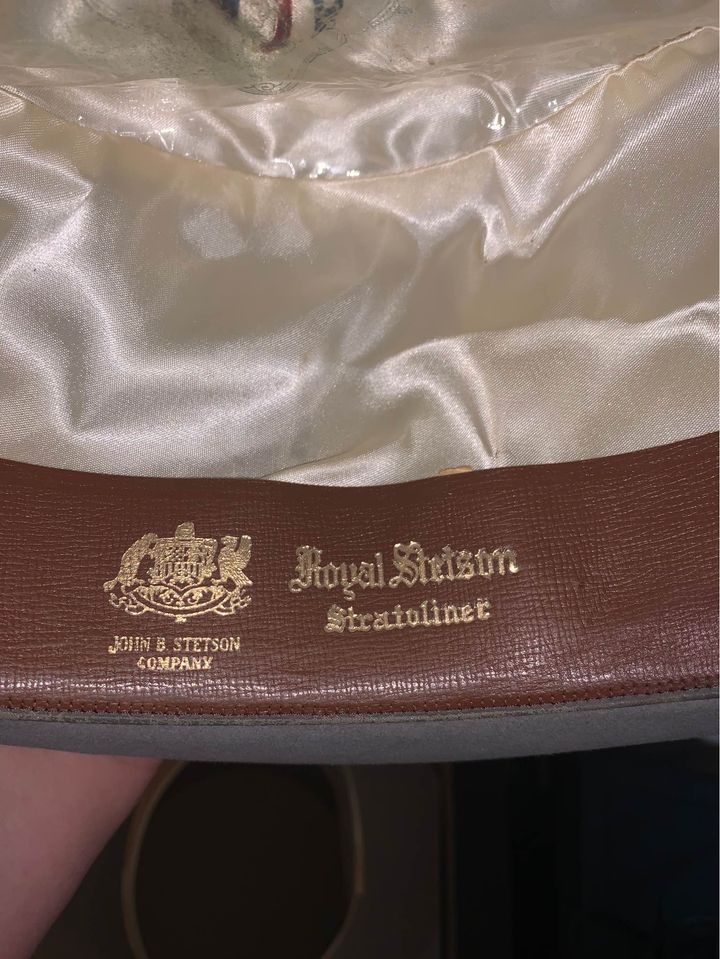 Royal Stetson
Stratoliner
JOHN B. STETSON
COMPANY